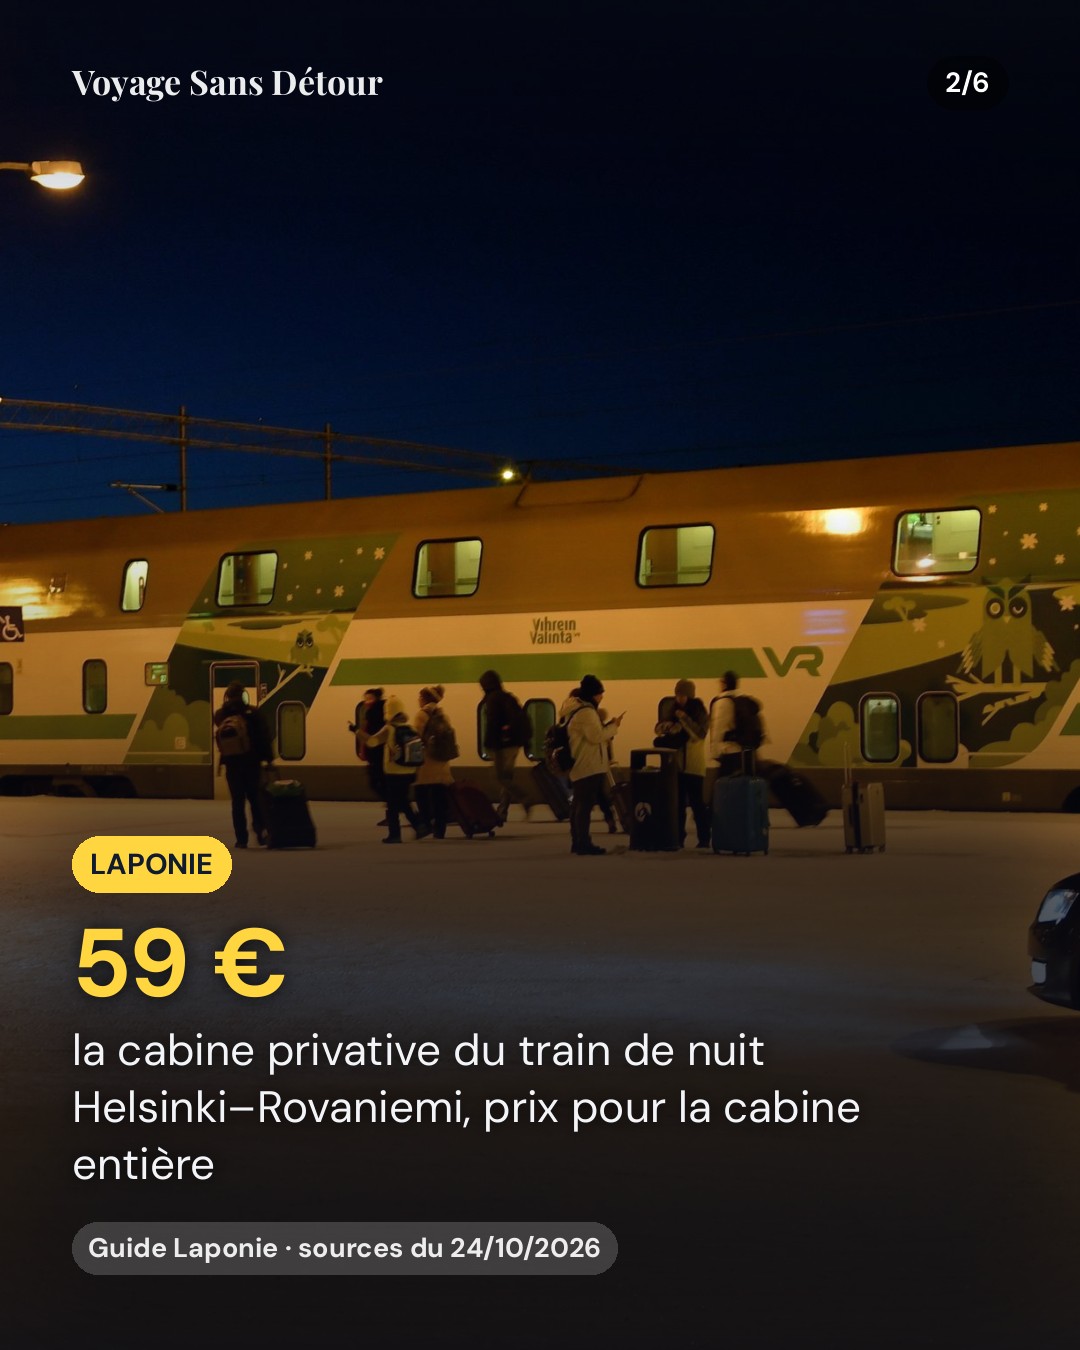 Voyage Sans Détour
2/6
Vihrein
Valinta
VR
LAPONIE
59 €
la cabine privative du train de nuit
Helsinki–Rovaniemi, prix pour la cabine
entière
Guide Laponie · sources du 24/10/2026